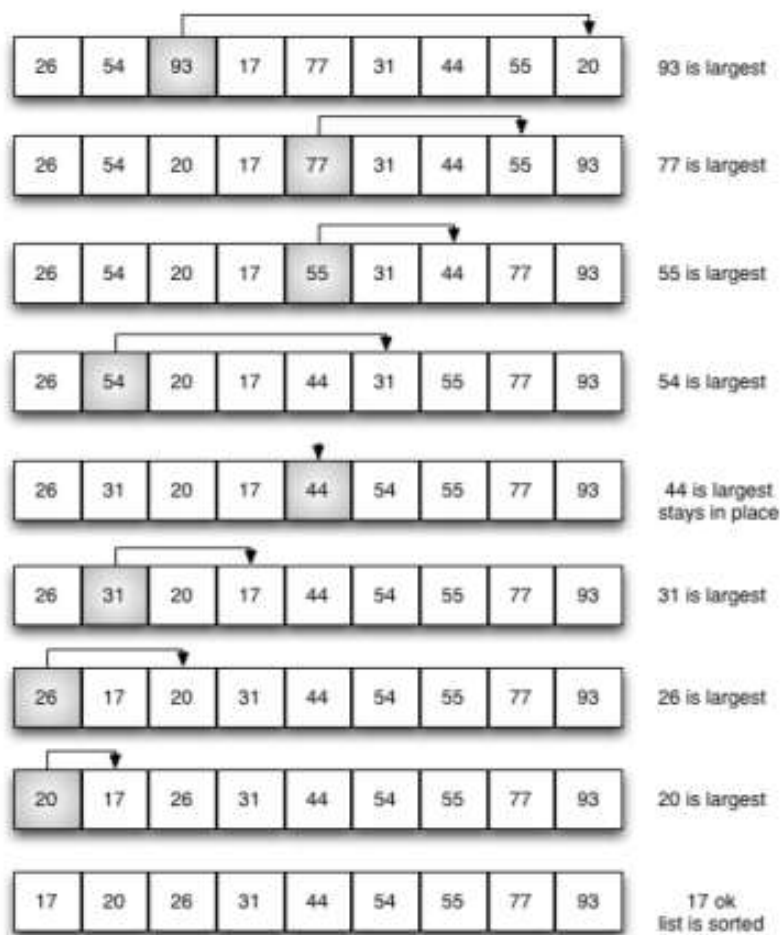 26 54 93 17 77 31 44 55 20 93 is largest
26 54 20 17 77 31 44 55 93 77 is largest
26 54 20 17 55 31 44 77 93 55 is largest
26 54 20 17 44 31 55 77 93 54 is largest
26 31 20 17 44 54 55 77 93 44 is largest
stays in place
26 31 20 17 44 54 55 77 93 31 is largest
26 17 20 31 44 54 55 77 93 26 is largest
20 17 26 31 44 54 55 77 93 20 is largest
17 20 26 31 44 54 55 77 93 17 ok
list is sorted